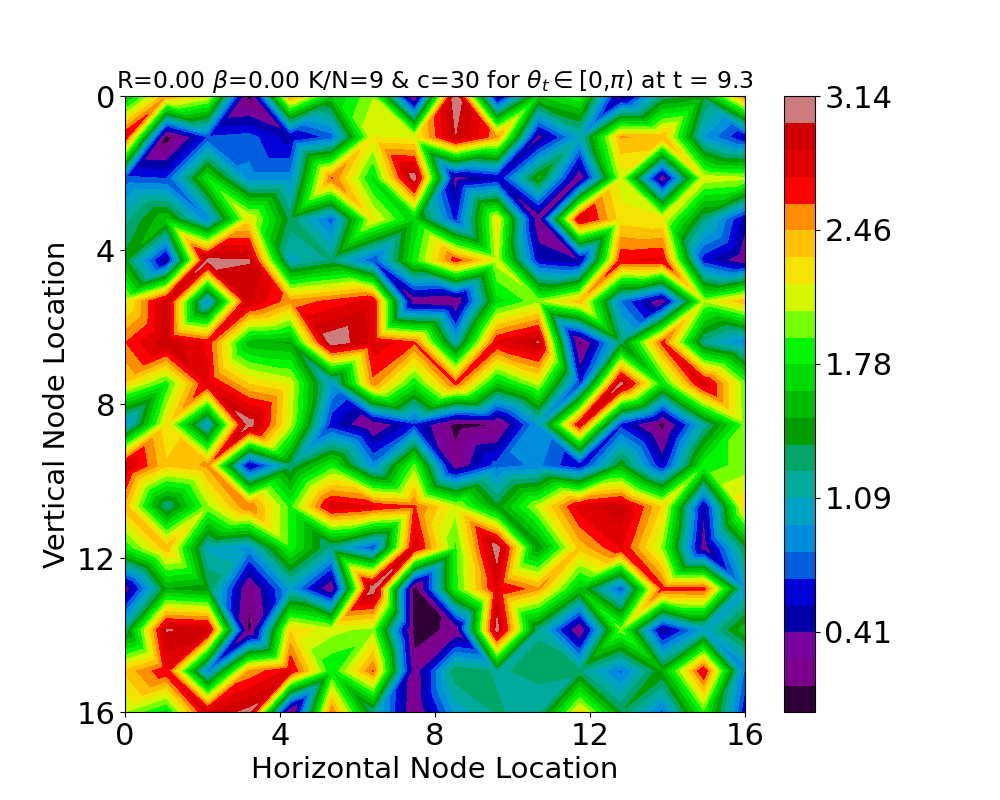 R=0.00 β=0.00 K/N=9 & c=30 for θₜ ∈ [0,π) at t = 9.3
0
4
8
12
16
Vertical Node Location
0 4 8 12 16
Horizontal Node Location
3.14
2.46
1.78
1.09
0.41